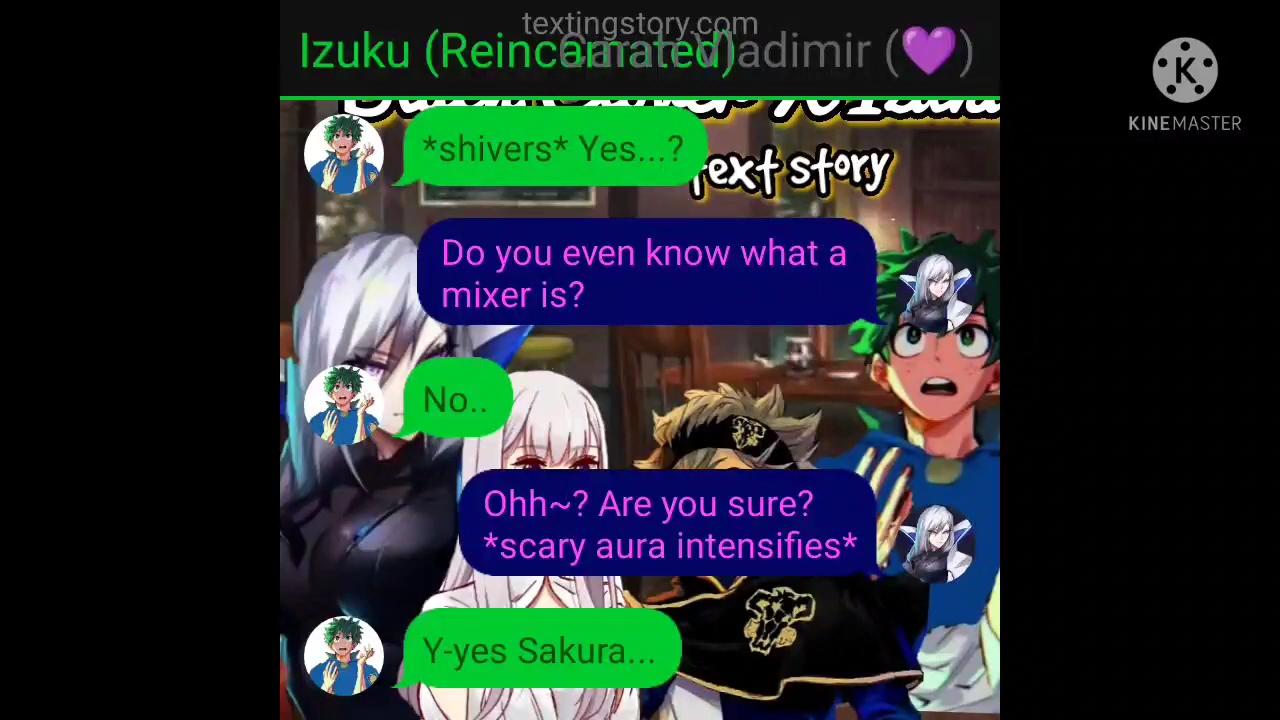 textingstory.com
Izuku (Reincarnated)
Vladimir (💜)
KINEMASTER
*shivers* Yes...?
text story
Do you even know what a
mixer is?
No..
Ohh~? Are you sure?
*scary aura intensifies*
Y-yes Sakura...